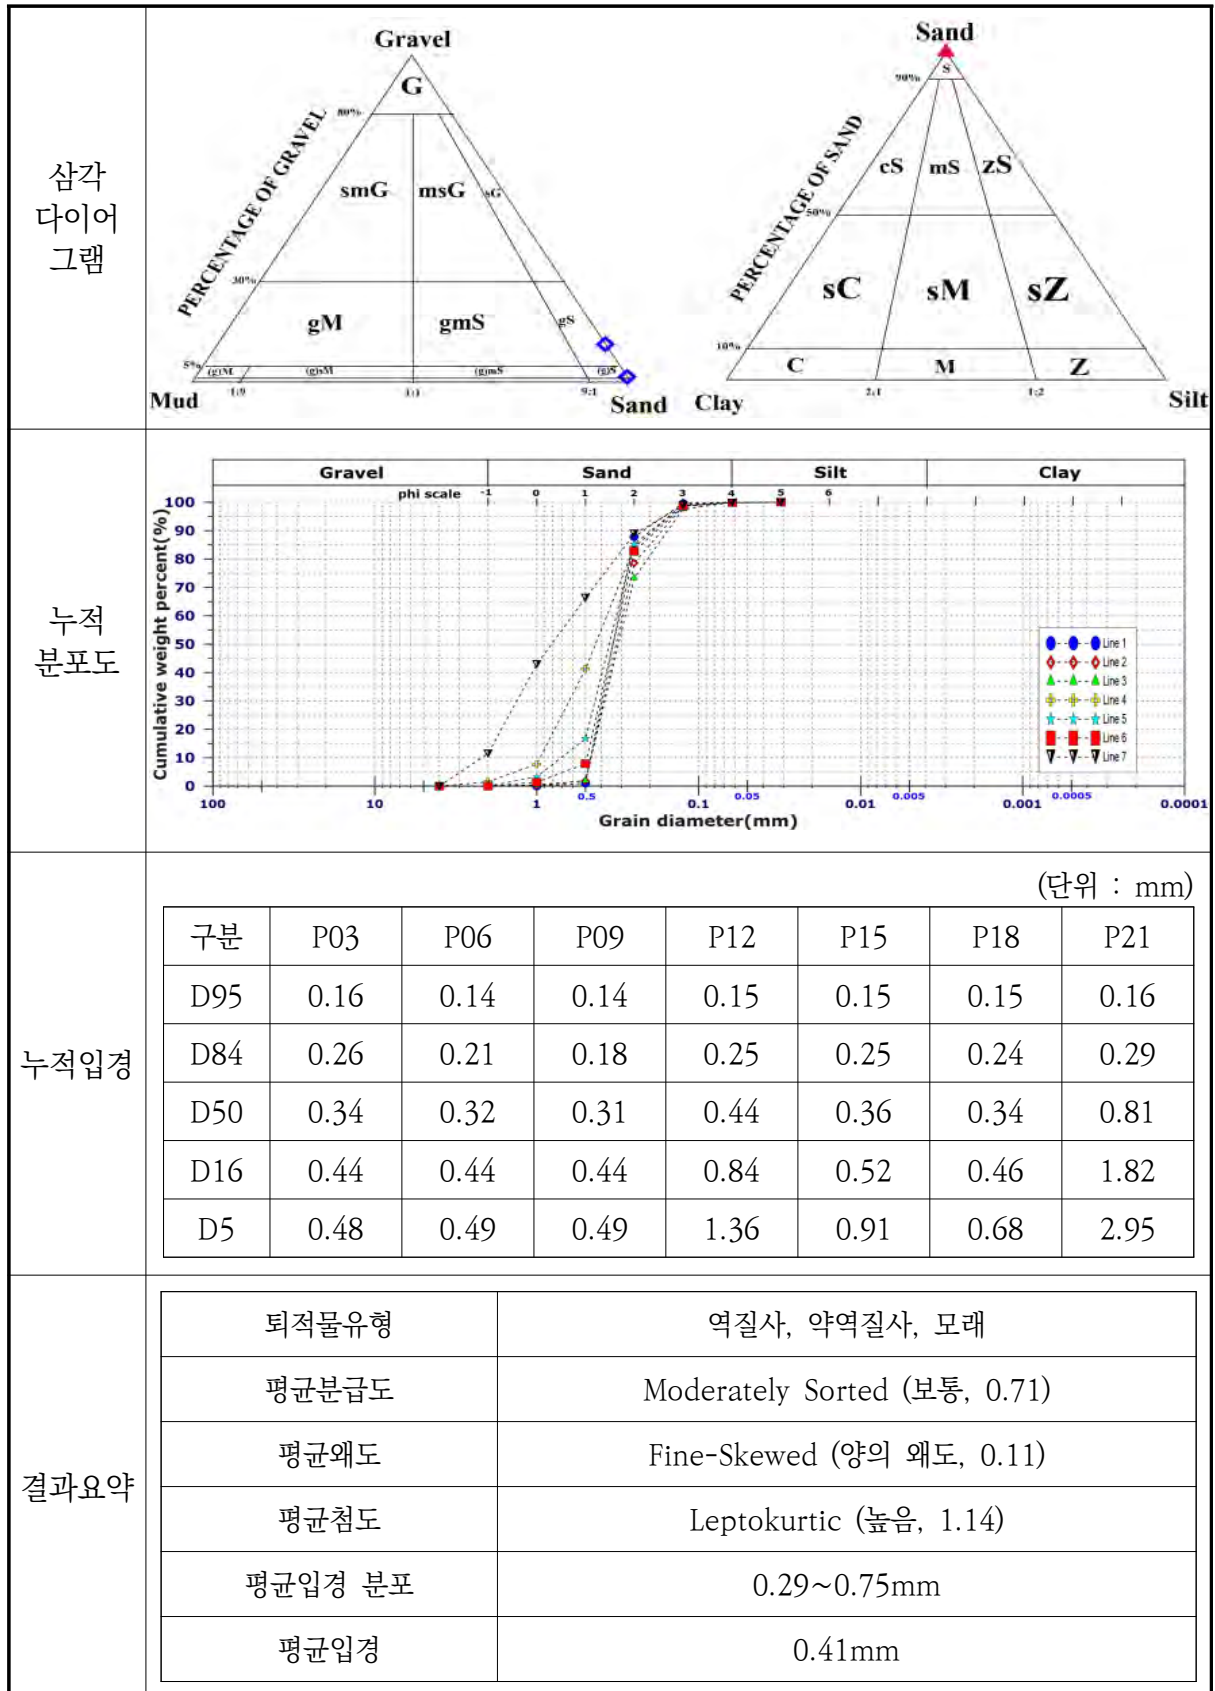 삼각
다이어
그램
Gravel
G
80%
PERCENTAGE OF GRAVEL
smG
msG
sG
30%
gM
gmS
gS
5%
(g)M
(g)sM
(g)mS
(g)S
1:9
1:1
9:1
Mud
Sand
Sand
S
90%
PERCENTAGE OF SAND
cS
mS
zS
50%
sC
sM
sZ
10%
C
M
Z
2:1
1:2
Clay
Silt
누적
분포도
Gravel Sand Silt Clay
phi scale -1 0 1 2 3 4 5 6
Cumulative weight percent(%)
100
90
80
70
60
50
40
30
20
10
0
Line 1
Line 2
Line 3
Line 4
Line 5
Line 6
Line 7
100 10 1 0.5 0.1 0.05 0.01 0.005 0.001 0.0005 0.0001
Grain diameter(mm)
누적입경
(단위 : mm)
구분 P03 P06 P09 P12 P15 P18 P21
D95 0.16 0.14 0.14 0.15 0.15 0.15 0.16
D84 0.26 0.21 0.18 0.25 0.25 0.24 0.29
D50 0.34 0.32 0.31 0.44 0.36 0.34 0.81
D16 0.44 0.44 0.44 0.84 0.52 0.46 1.82
D5 0.48 0.49 0.49 1.36 0.91 0.68 2.95
결과요약
퇴적물유형 역질사, 약역질사, 모래
평균분급도 Moderately Sorted (보통, 0.71)
평균왜도 Fine-Skewed (양의 왜도, 0.11)
평균첨도 Leptokurtic (높음, 1.14)
평균입경 분포 0.29~0.75mm
평균입경 0.41mm